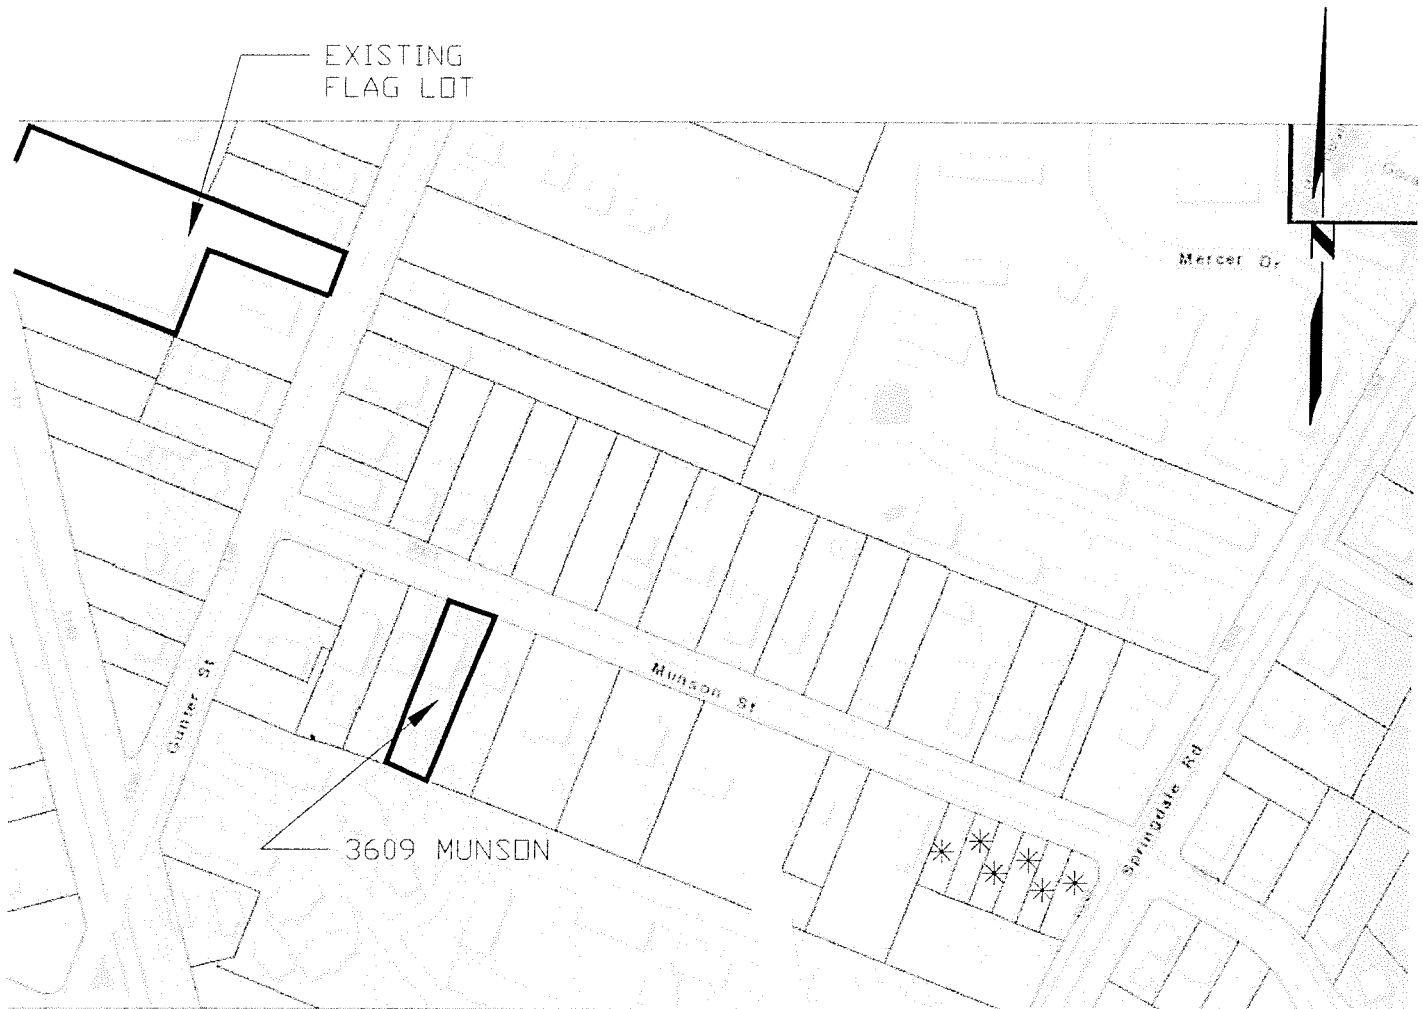 EXISTING
FLAG LOT
Mercer Dr
N
Munson St
Gunter St
Springdale Rd
3609 MUNSON